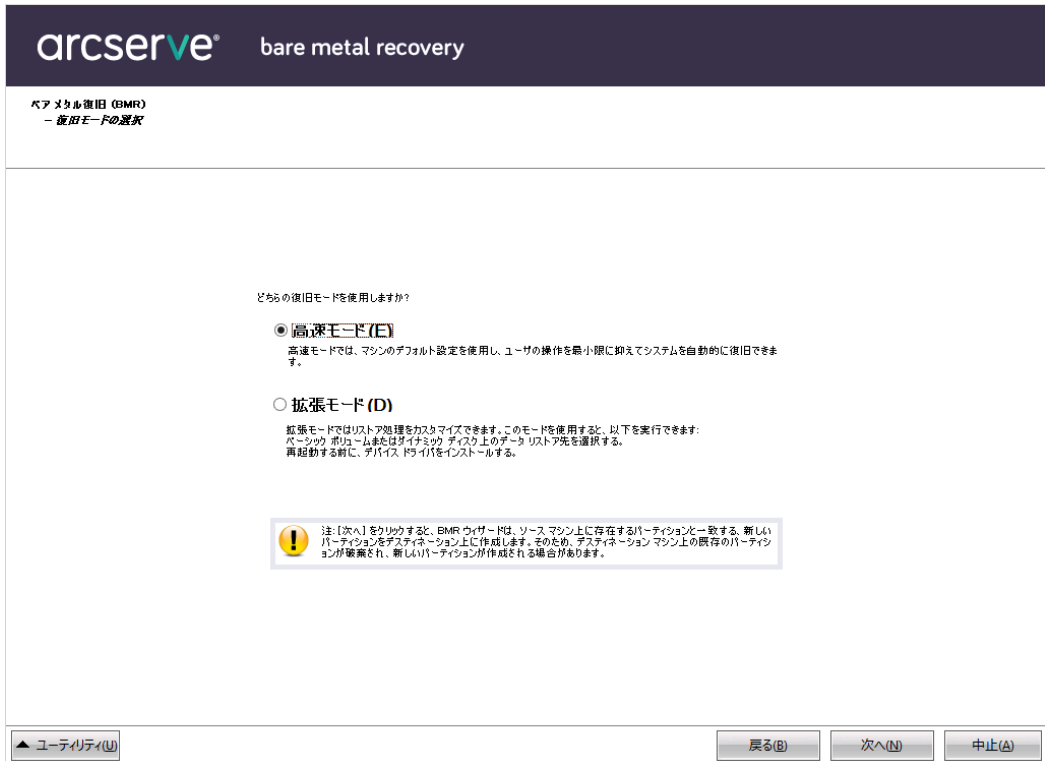 arcserve® bare metal recovery
ベア メタル復旧 (BMR)
– 復旧モードの選択
どちらの復旧モードを使用しますか?
高速モード(E)
高速モードでは、マシンのデフォルト設定を使用し、ユーザの操作を最小限に抑えてシステムを自動的に復旧できま
す。
拡張モード(D)
拡張モードではリストア処理をカスタマイズできます。このモードを使用すると、以下を実行できます:
ベーシック ボリュームまたはダイナミック ディスク上のデータ リストア先を選択する。
再起動する前に、デバイス ドライバをインストールする。
注:[次へ] をクリックすると、BMR ウィザードは、ソース マシン上に存在するパーティションと一致する、新しい
パーティションをデスティネーション上に作成します。そのため、デスティネーション マシン上の既存のパーティシ
ョンが破棄され、新しいパーティションが作成される場合があります。
▲ ユーティリティ(U)
戻る(B)
次へ(N)
中止(A)